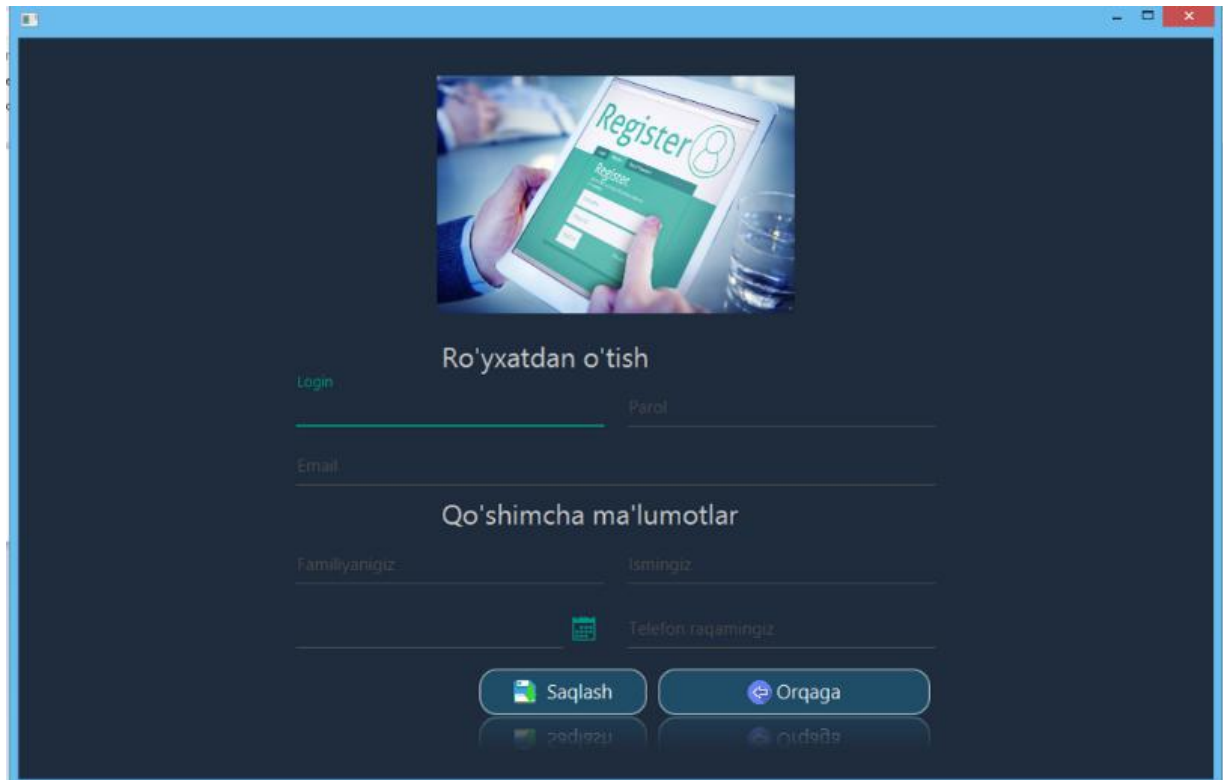 Register
Register
Ro'yxatdan o'tish
Login
Parol
Email
Qo'shimcha ma'lumotlar
Familiyanigiz
Ismingiz
Telefon raqamingiz
Saqlash
Orqaga